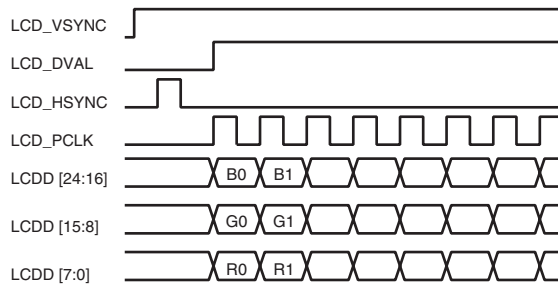 LCD_VSYNC
LCD_DVAL
LCD_HSYNC
LCD_PCLK
LCDD [24:16] B0 B1
LCDD [15:8] G0 G1
LCDD [7:0] R0 R1